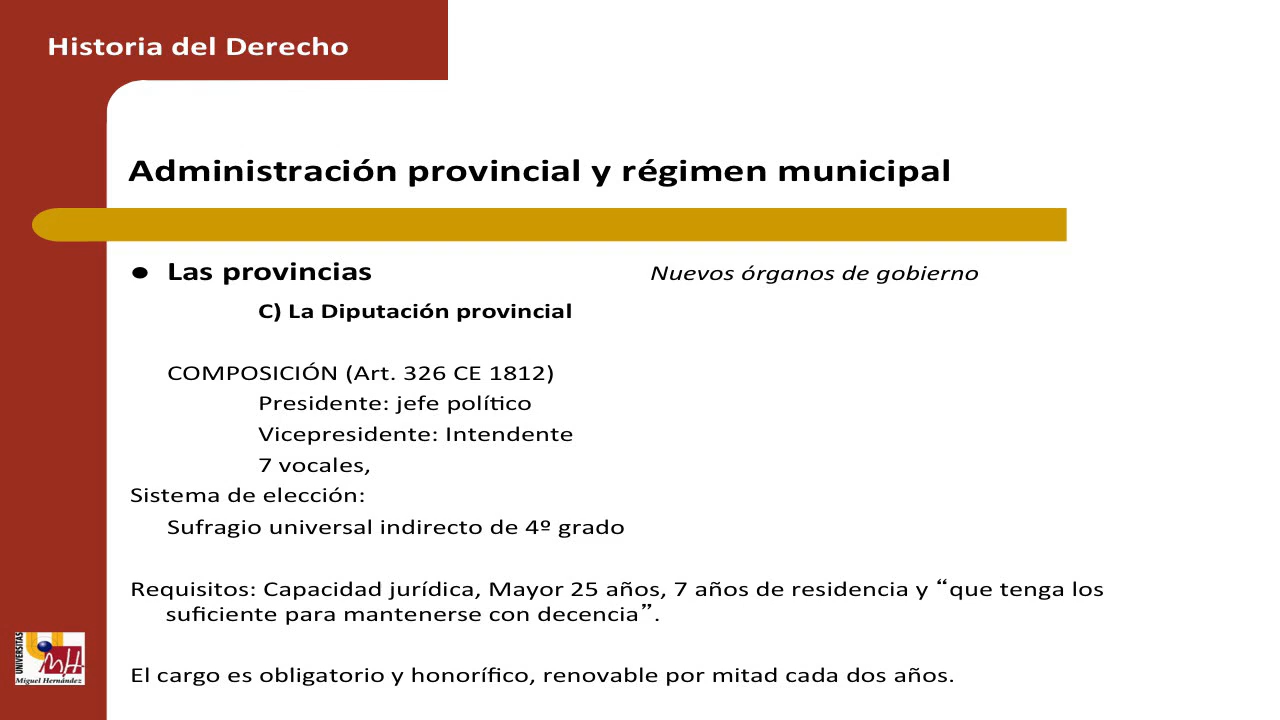 Historia del Derecho
Administración provincial y régimen municipal
● Las provincias Nuevos órganos de gobierno
C) La Diputación provincial
COMPOSICIÓN (Art. 326 CE 1812)
Presidente: jefe político
Vicepresidente: Intendente
7 vocales,
Sistema de elección:
Sufragio universal indirecto de 4º grado
Requisitos: Capacidad jurídica, Mayor 25 años, 7 años de residencia y “que tenga los
suficiente para mantenerse con decencia”.
El cargo es obligatorio y honorífico, renovable por mitad cada dos años.
UNIVERSITAS
MH
Miguel Hernández